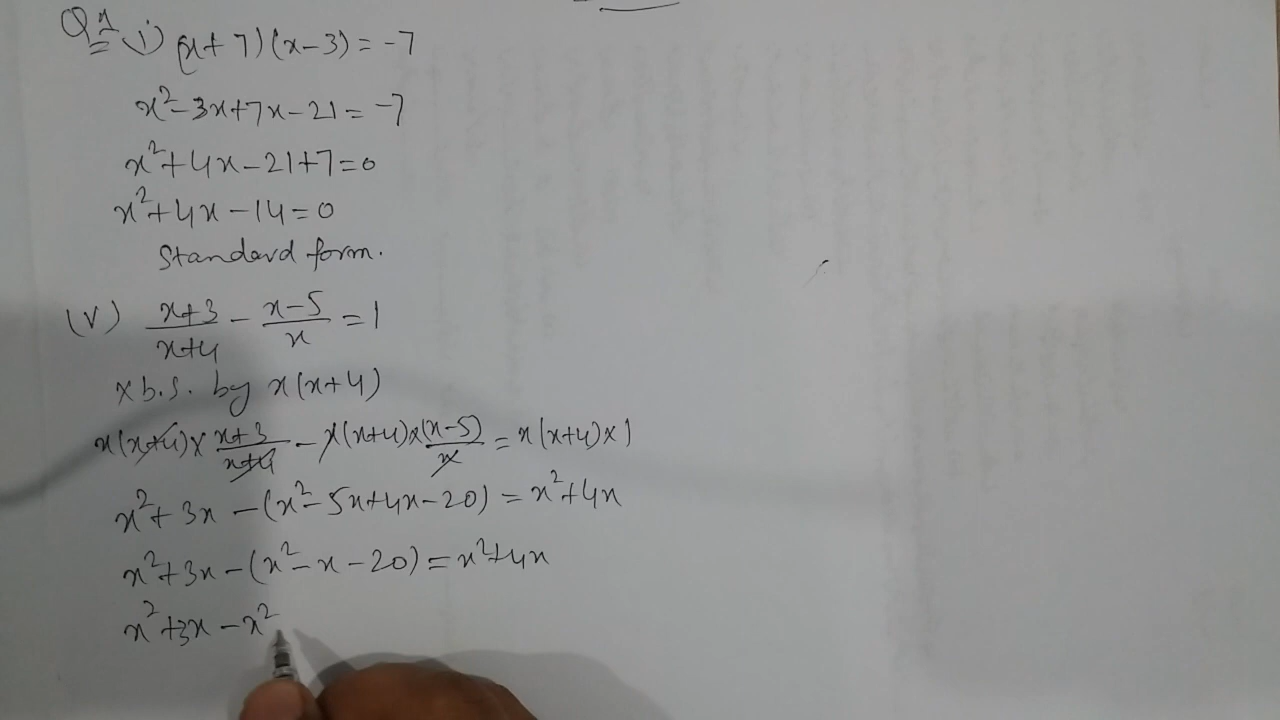 Q1 i) (x+7)(x-3)=-7
x²-3x+7x-21=-7
x²+4x-21+7=0
x²+4x-14=0
Standard form.
(V) x+3/x+4 - x-5/x =1
x b.s. by x(x+4)
x(x+4)× x+3/x+4 - x(x+4)×(x-5)/x = x(x+4)×1
x²+3x-(x²-5x+4x-20)=x²+4x
x²+3x-(x²-x-20)=x²+4x
x²+3x-x²